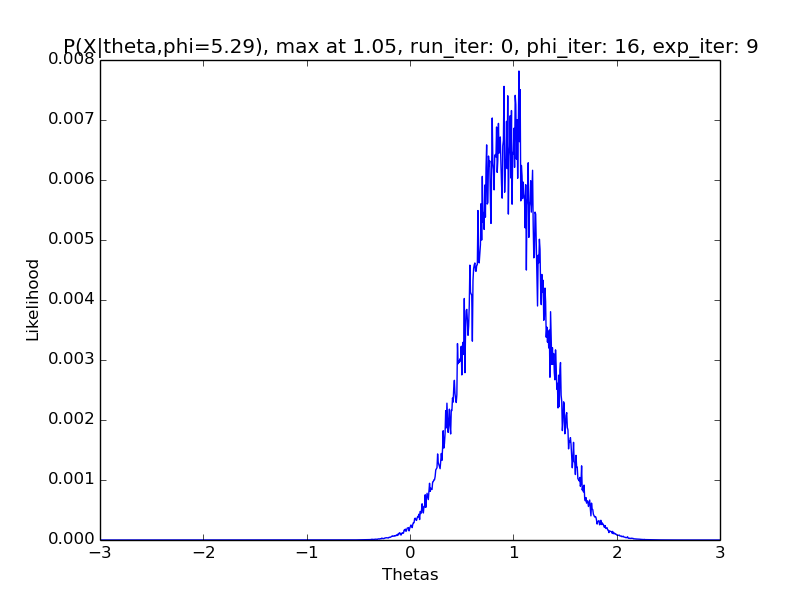 P(X|theta,phi=5.29), max at 1.05, run_iter: 0, phi_iter: 16, exp_iter: 9
0.008
0.007
0.006
0.005
0.004
0.003
0.002
0.001
0.000
Likelihood
−3 −2 −1 0 1 2 3
Thetas